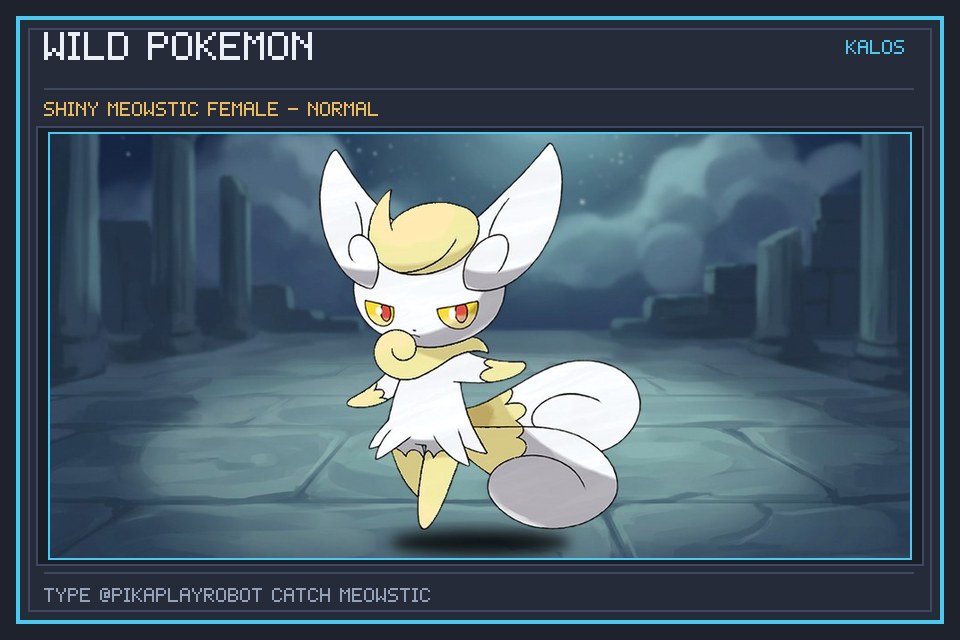 WILD POKEMON
KALOS
SHINY MEOWSTIC FEMALE - NORMAL
TYPE @PIKAPLAYROBOT CATCH MEOWSTIC